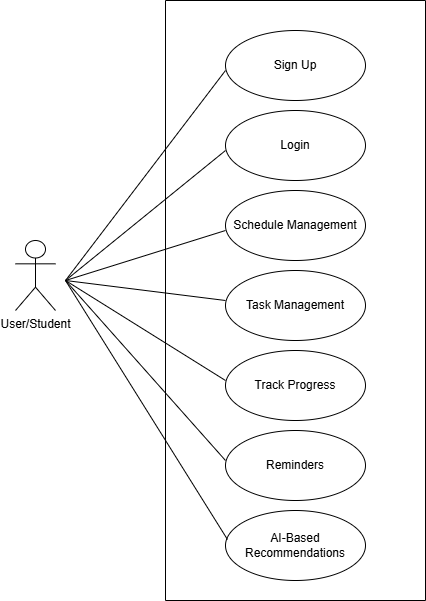 Sign Up
Login
Schedule Management
Task Management
User/Student
Track Progress
Reminders
AI-Based
Recommendations